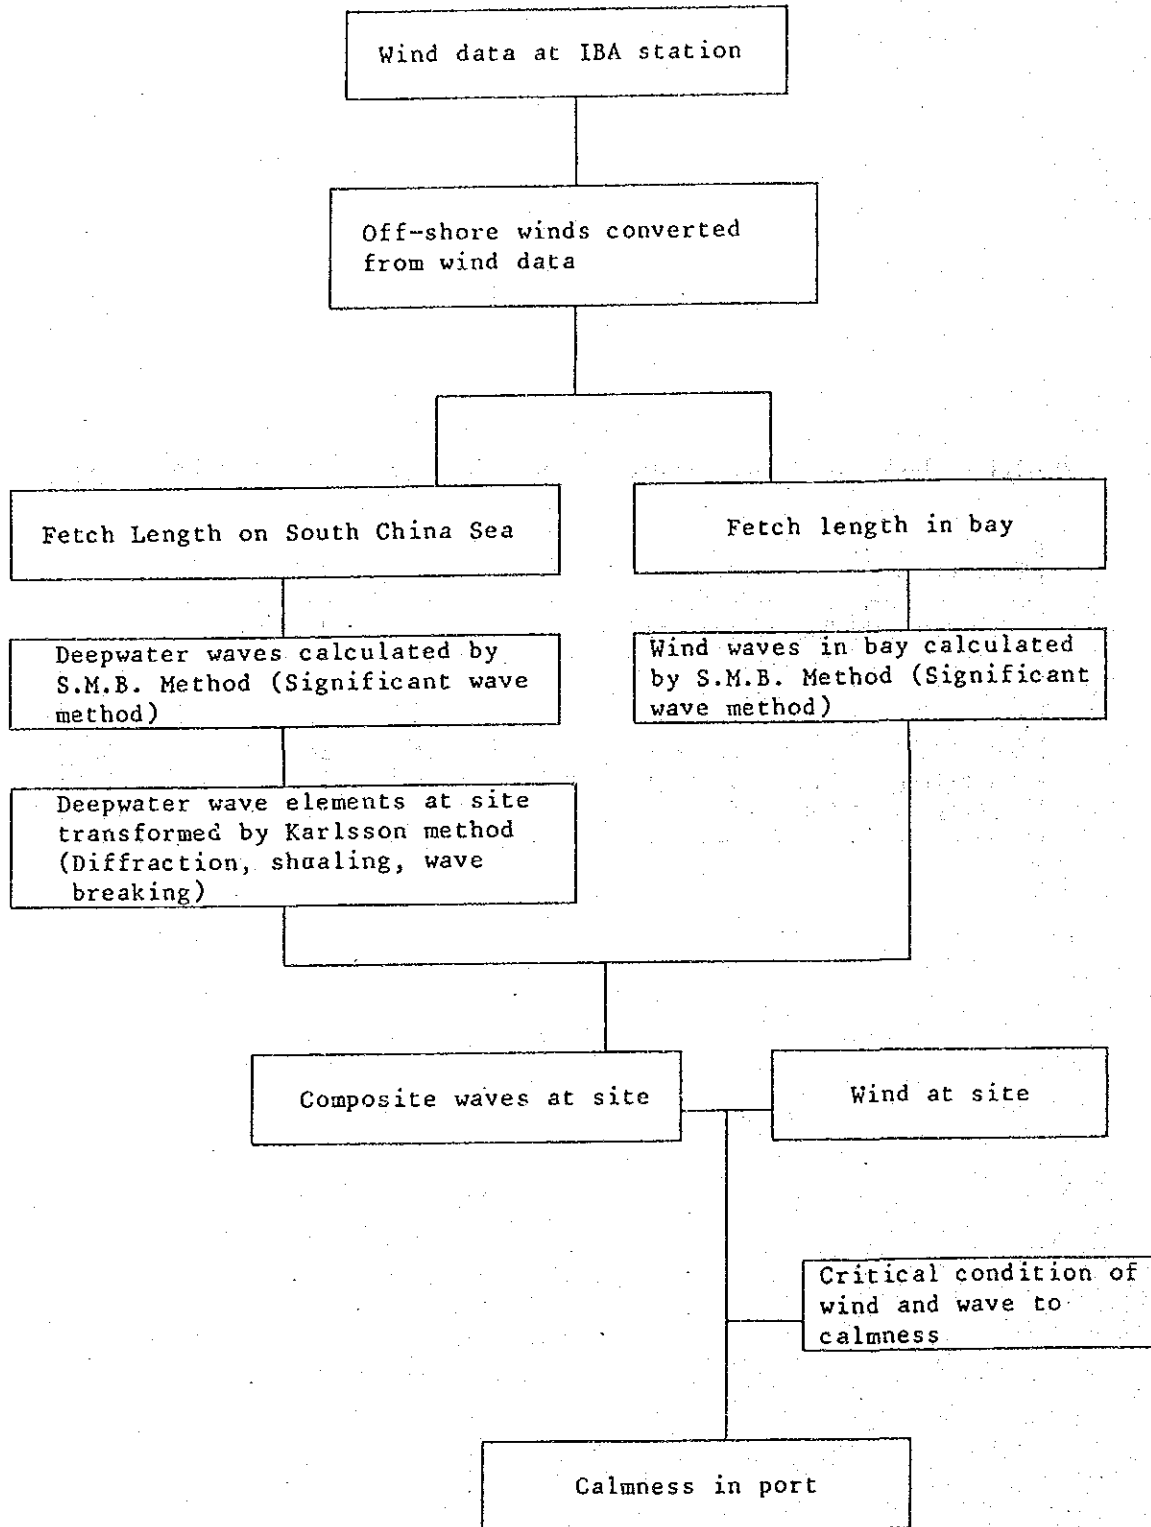 Wind data at IBA station
Off-shore winds converted
from wind data
Fetch Length on South China Sea
Fetch length in bay
Deepwater waves calculated by
S.M.B. Method (Significant wave
method)
Wind waves in bay calculated
by S.M.B. Method (Significant
wave method)
Deepwater wave elements at site
transformed by Karlsson method
(Diffraction, shoaling, wave
breaking)
Composite waves at site
Wind at site
Critical condition of
wind and wave to
calmness
Calmness in port